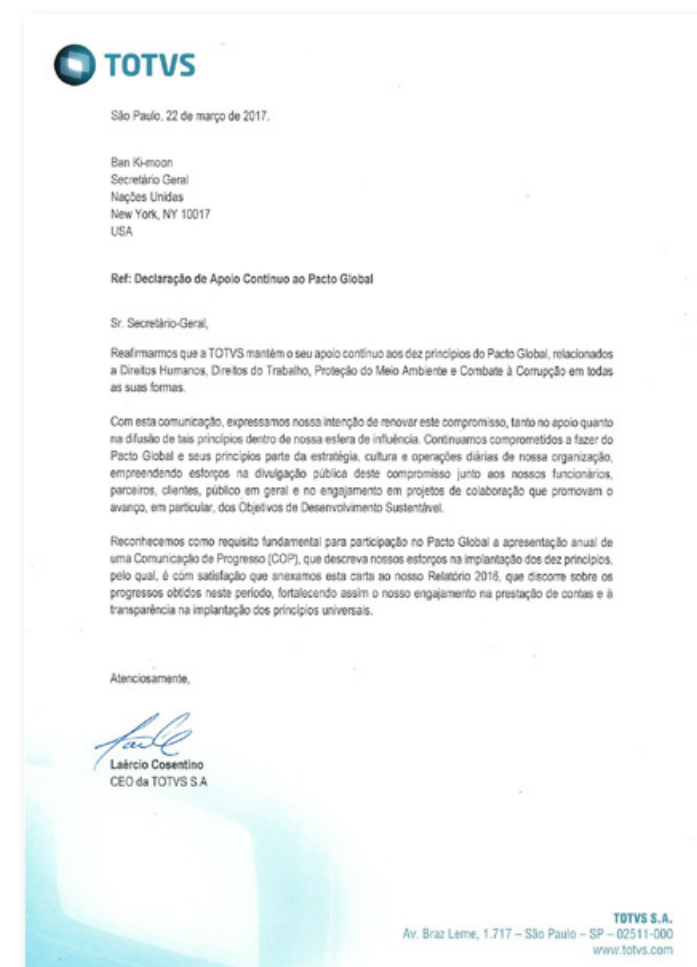 TOTVS
São Paulo, 22 de março de 2017.
Ban Ki-moon
Secretário Geral
Nações Unidas
New York, NY 10017
USA
Ref: Declaração de Apoio Contínuo ao Pacto Global
Sr. Secretário-Geral,
Reafirmarmos que a TOTVS mantém o seu apoio contínuo aos dez princípios do Pacto Global, relacionados
a Direitos Humanos, Direitos do Trabalho, Proteção do Meio Ambiente e Combate à Corrupção em todas
as suas formas.
Com esta comunicação, expressamos nossa intenção de renovar este compromisso, tanto no apoio quanto
na difusão de tais princípios dentro de nossa esfera de influência. Continuamos comprometidos a fazer do
Pacto Global e seus princípios parte da estratégia, cultura e operações diárias de nossa organização,
empreendendo esforços na divulgação pública deste compromisso junto aos nossos funcionários,
parceiros, clientes, público em geral e no engajamento em projetos de colaboração que promovam o
avanço, em particular, dos Objetivos de Desenvolvimento Sustentável.
Reconhecemos como requisito fundamental para participação no Pacto Global a apresentação anual de
uma Comunicação de Progresso (COP), que descreva nossos esforços na implantação dos dez princípios,
pelo qual, é com satisfação que anexamos esta carta ao nosso Relatório 2016, que discorre sobre os
progressos obtidos neste período, fortalecendo assim o nosso engajamento na prestação de contas e à
transparência na implantação dos princípios universais.
Atenciosamente,
Laércio Cosentino
CEO da TOTVS S.A
TOTVS S.A.
Av. Braz Leme, 1.717 – São Paulo – SP – 02511-000
www.totvs.com